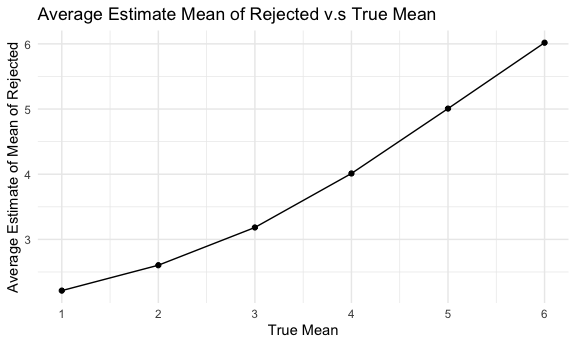 Average Estimate Mean of Rejected v.s True Mean
Average Estimate of Mean of Rejected
6
5
4
3
1 2 3 4 5 6
True Mean